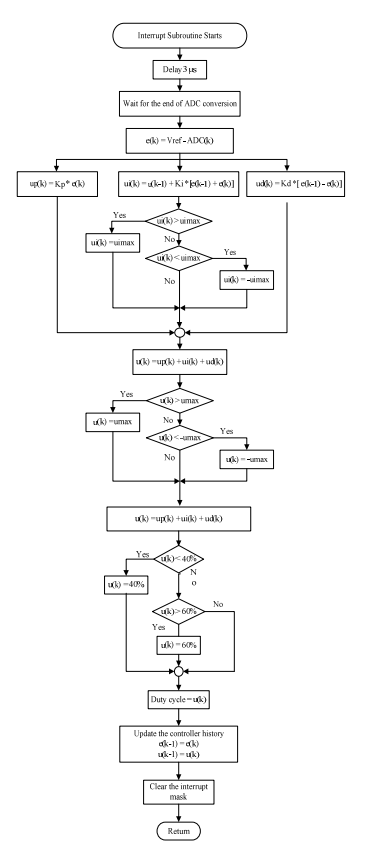 Interrupt Subroutine Starts
Delay 3 μs
Wait for the end of ADC conversion
e(k) = Vref - ADC(k)
up(k) = Kp * e(k)
ui(k) = u(k-1) + Ki * [e(k-1) + e(k)]
ud(k) = Kd * [ e(k-1) - e(k)]
ui(k) > uimax
Yes
No
ui(k) = uimax
ui(k) < uimax
Yes
No
ui(k) = -uimax
u(k) = up(k) + ui(k) + ud(k)
u(k) > umax
Yes
No
u(k) = umax
u(k) < -umax
Yes
No
u(k) = -umax
u(k) = up(k) + ui(k) + ud(k)
u(k) < 40%
Yes
N
o
u(k) = 40%
u(k) > 60%
No
Yes
u(k) = 60%
Duty cycle = u(k)
Update the controller history
e(k-1) = e(k)
u(k-1) = u(k)
Clear the interrupt
mask
Return